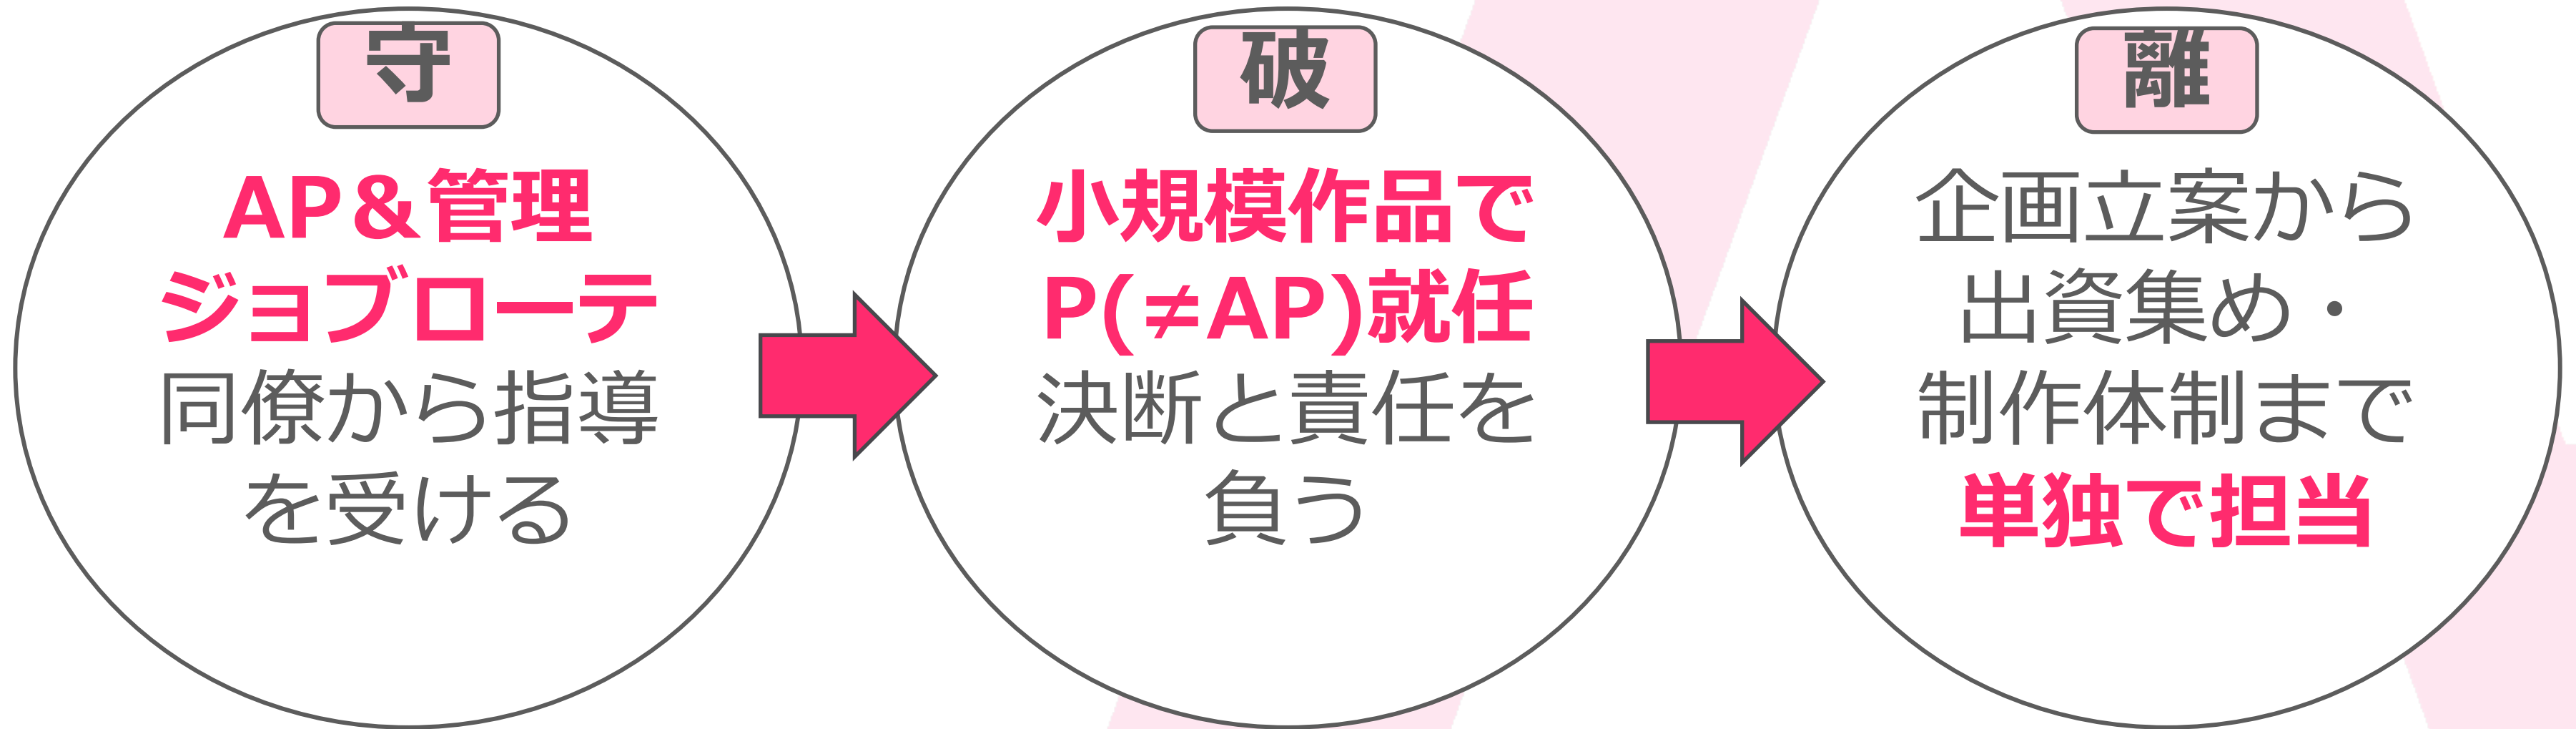 守
AP&管理
ジョブローテ
同僚から指導
を受ける
破
小規模作品で
P(≠AP)就任
決断と責任を
負う
離
企画立案から
出資集め・
制作体制まで
単独で担当